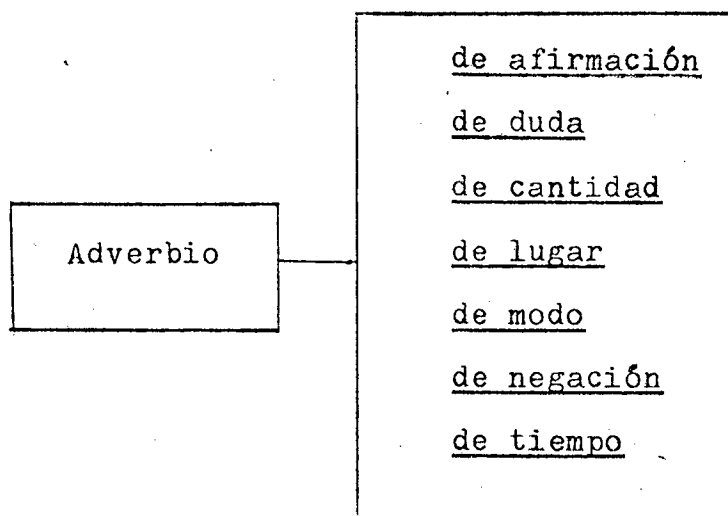 Adverbio
de afirmación
de duda
de cantidad
de lugar
de modo
de negación
de tiempo